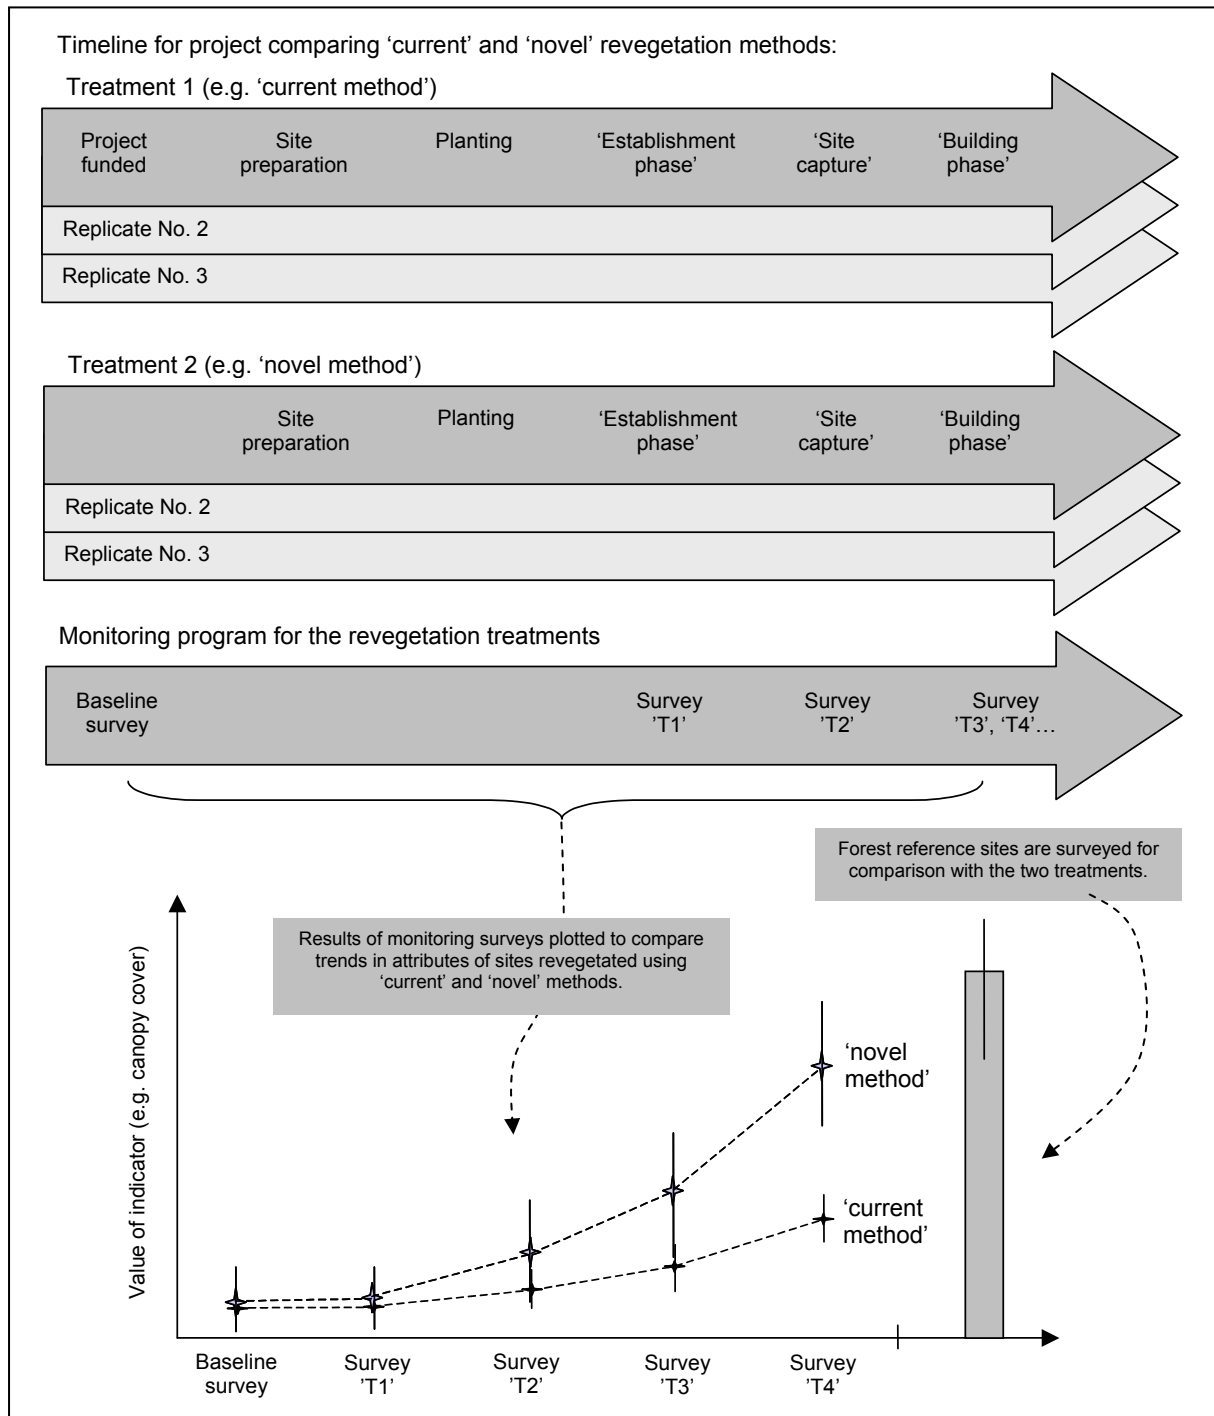 Timeline for project comparing ‘current’ and ‘novel’ revegetation methods:
Treatment 1 (e.g. ‘current method’)
Project
funded
Site
preparation
Planting
‘Establishment
phase’
‘Site
capture’
‘Building
phase’
Replicate No. 2
Replicate No. 3
Treatment 2 (e.g. ‘novel method’)
Site
preparation
Planting
‘Establishment
phase’
‘Site
capture’
‘Building
phase’
Replicate No. 2
Replicate No. 3
Monitoring program for the revegetation treatments
Baseline
survey
Survey
’T1’
Survey
’T2’
Survey
’T3’, ‘T4’…
Forest reference sites are surveyed for
comparison with the two treatments.
Results of monitoring surveys plotted to compare
trends in attributes of sites revegetated using
‘current’ and ‘novel’ methods.
Value of indicator (e.g. canopy cover)
‘novel
method’
‘current
method’
Baseline
survey
Survey
’T1’
Survey
’T2’
Survey
’T3’
Survey
’T4’